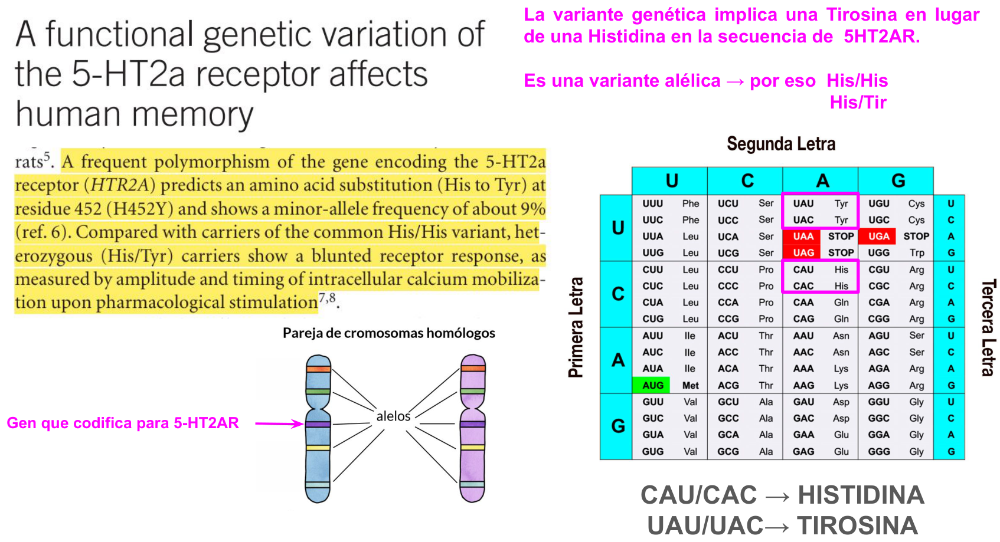 A functional genetic variation of
the 5-HT2a receptor affects
human memory
rats⁵. A frequent polymorphism of the gene encoding the 5-HT2a
receptor (HTR2A) predicts an amino acid substitution (His to Tyr) at
residue 452 (H452Y) and shows a minor-allele frequency of about 9%
(ref. 6). Compared with carriers of the common His/His variant, het-
erozygous (His/Tyr) carriers show a blunted receptor response, as
measured by amplitude and timing of intracellular calcium mobiliza-
tion upon pharmacological stimulation⁷,⁸.
Pareja de cromosomas homólogos
alelos
Gen que codifica para 5-HT2AR
La variante genética implica una Tirosina en lugar
de una Histidina en la secuencia de 5HT2AR.
Es una variante alélica → por eso His/His
His/Tir
Segunda Letra
Primera Letra
Tercera Letra
U C A G
U
UUU Phe UCU Ser UAU Tyr UGU Cys U
UUC Phe UCC Ser UAC Tyr UGC Cys C
UUA Leu UCA Ser UAA STOP UGA STOP A
UUG Leu UCG Ser UAG STOP UGG Trp G
C
CUU Leu CCU Pro CAU His CGU Arg U
CUC Leu CCC Pro CAC His CGC Arg C
CUA Leu CCA Pro CAA Gln CGA Arg A
CUG Leu CCG Pro CAG Gln CGG Arg G
A
AUU Ile ACU Thr AAU Asn AGU Ser U
AUC Ile ACC Thr AAC Asn AGC Ser C
AUA Ile ACA Thr AAA Lys AGA Arg A
AUG Met ACG Thr AAG Lys AGG Arg G
G
GUU Val GCU Ala GAU Asp GGU Gly U
GUC Val GCC Ala GAC Asp GGC Gly C
GUA Val GCA Ala GAA Glu GGA Gly A
GUG Val GCG Ala GAG Glu GGG Gly G
CAU/CAC → HISTIDINA
UAU/UAC→ TIROSINA